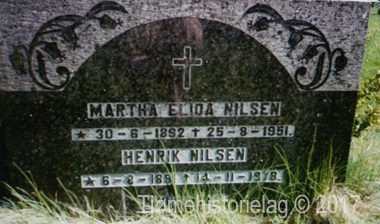 MARTHA ELIDA NILSEN
★ 30-6-1892 ✝ 25-8-1951.
HENRIK NILSEN
14-11-1978.
Tjømehistorielag © 2017